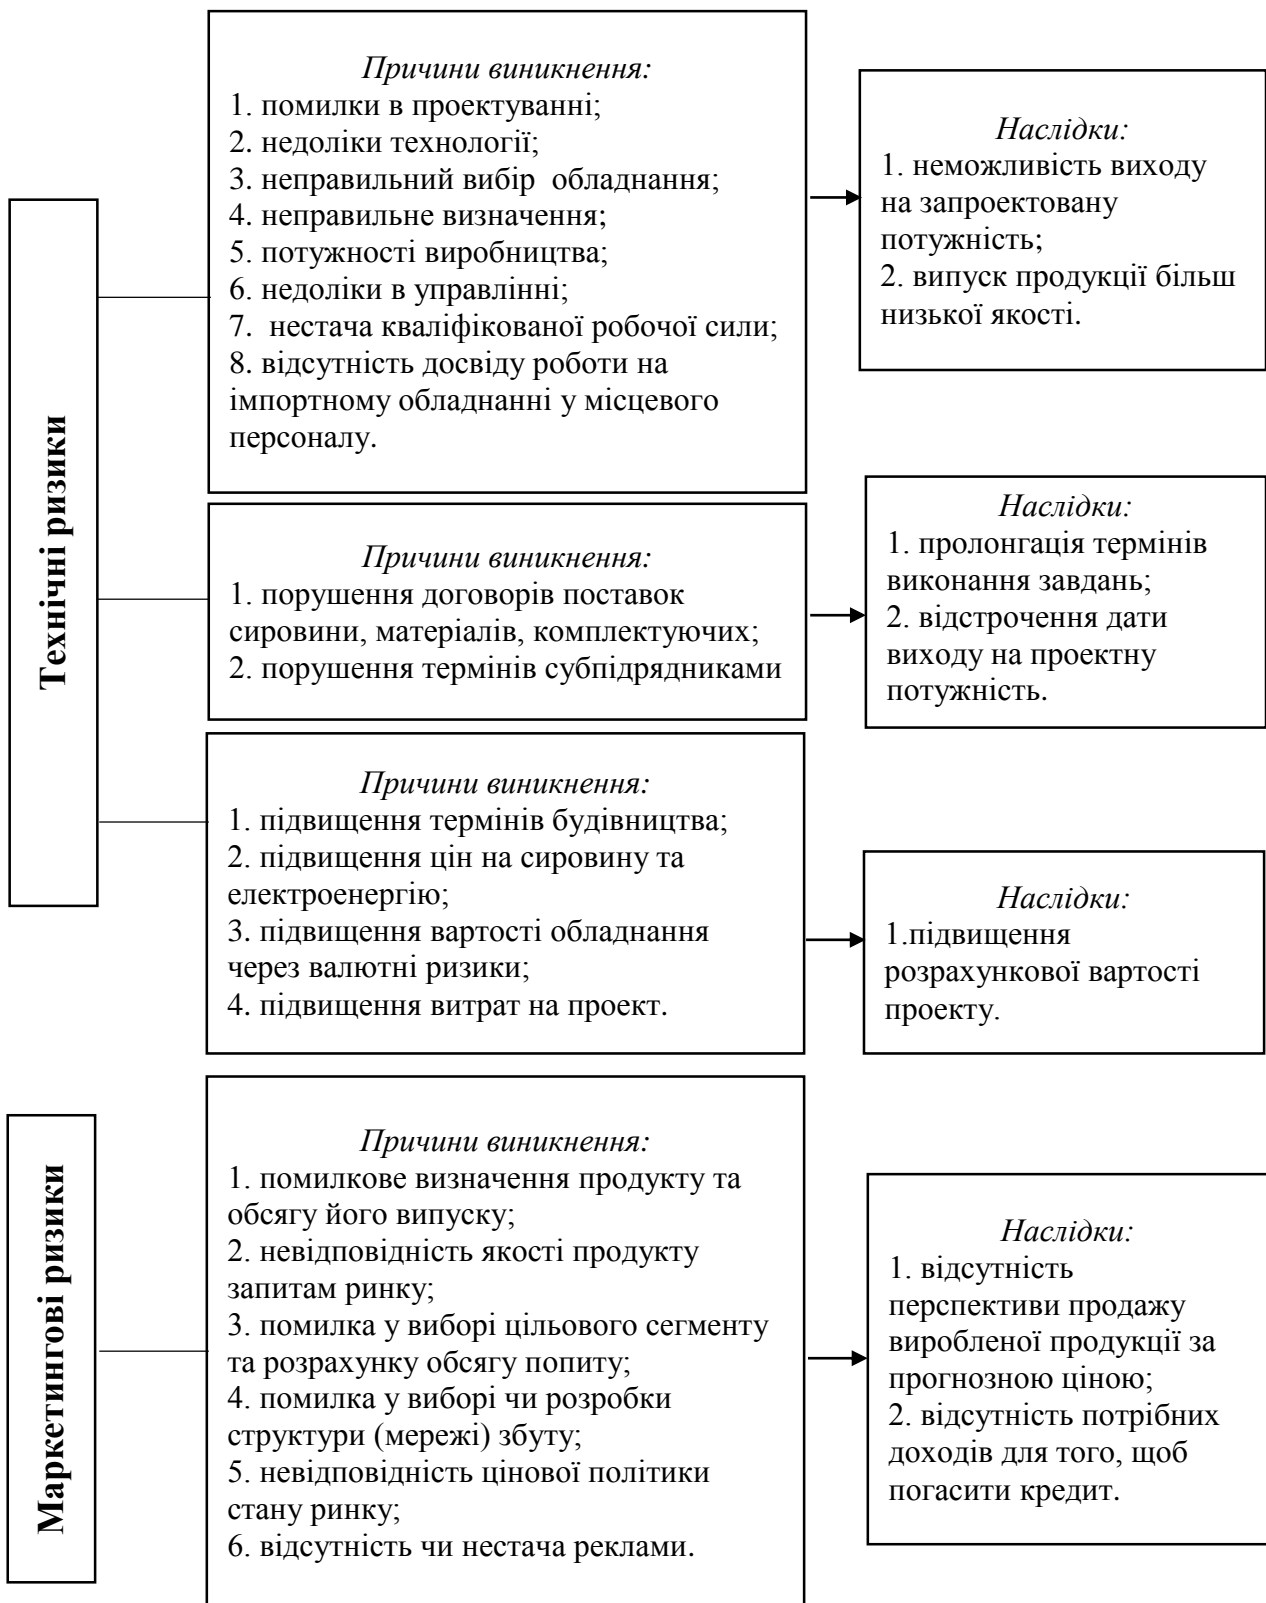 Технічні ризики
Причини виникнення:
1. помилки в проектуванні;
2. недоліки технології;
3. неправильний вибір обладнання;
4. неправильне визначення;
5. потужності виробництва;
6. недоліки в управлінні;
7. нестача кваліфікованої робочої сили;
8. відсутність досвіду роботи на
імпортному обладнанні у місцевого
персоналу.
Наслідки:
1. неможливість виходу
на запроектовану
потужність;
2. випуск продукції більш
низької якості.
Причини виникнення:
1. порушення договорів поставок
сировини, матеріалів, комплектуючих;
2. порушення термінів субпідрядниками
Наслідки:
1. пролонгація термінів
виконання завдань;
2. відстрочення дати
виходу на проектну
потужність.
Причини виникнення:
1. підвищення термінів будівництва;
2. підвищення цін на сировину та
електроенергію;
3. підвищення вартості обладнання
через валютні ризики;
4. підвищення витрат на проект.
Наслідки:
1.підвищення
розрахункової вартості
проекту.
Маркетингові ризики
Причини виникнення:
1. помилкове визначення продукту та
обсягу його випуску;
2. невідповідність якості продукту
запитам ринку;
3. помилка у виборі цільового сегменту
та розрахунку обсягу попиту;
4. помилка у виборі чи розробки
структури (мережі) збуту;
5. невідповідність цінової політики
стану ринку;
6. відсутність чи нестача реклами.
Наслідки:
1. відсутність
перспективи продажу
виробленої продукції за
прогнозною ціною;
2. відсутність потрібних
доходів для того, щоб
погасити кредит.